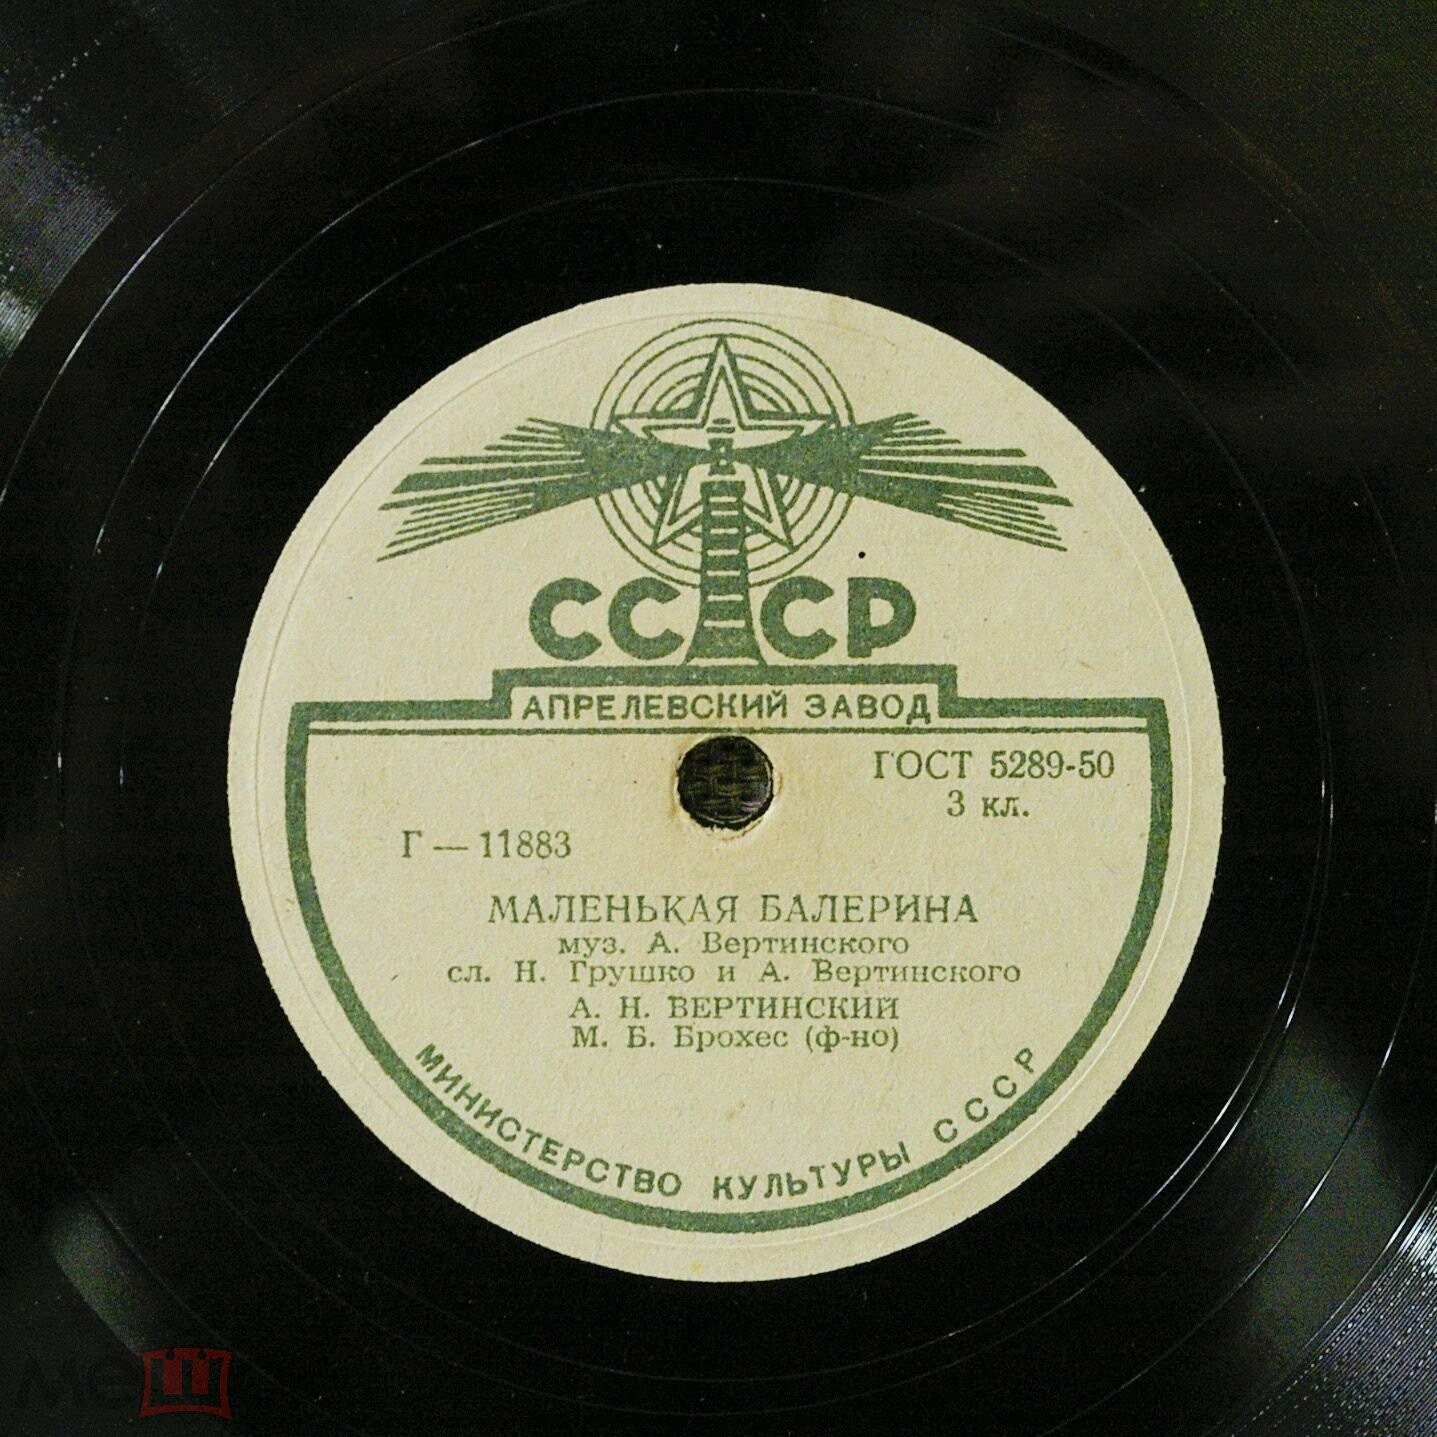 СССР
АПРЕЛЕВСКИЙ ЗАВОД
ГОСТ 5289-50
3 кл.
Г — 11883
МАЛЕНЬКАЯ БАЛЕРИНА
муз. А. Вертинского
сл. Н. Грушко и А. Вертинского
А. Н. ВЕРТИНСКИЙ
М. Б. Брохес (ф-но)
МИНИСТЕРСТВО КУЛЬТУРЫ СССР
меш